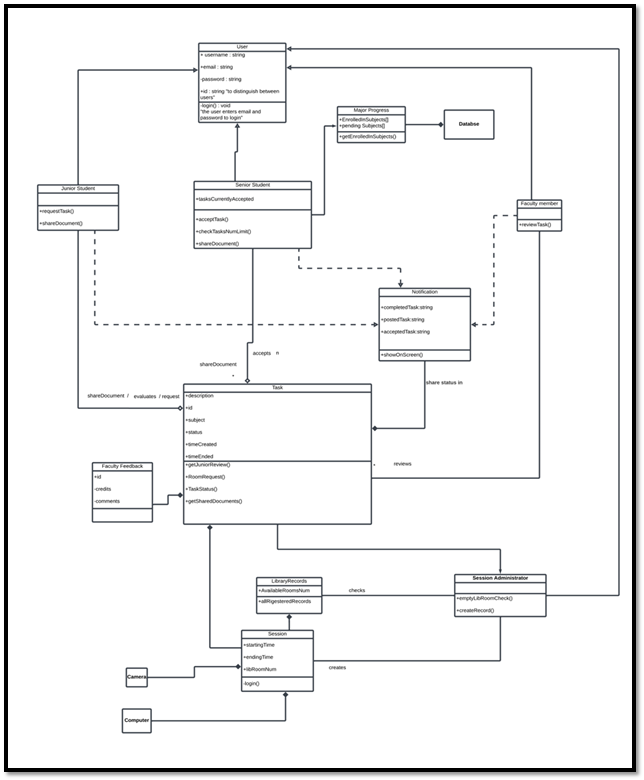 User
+ username : string
+email : string
-password : string
+id : string "to distinguish between
users"
-login() : void
"the user enters email and
password to login"
Major Progress
+EnrolledInSubjects[]
+pending Subjects[]
+getEnrolledInSubjects()
Databse
Junior Student
+requestTask()
+shareDocument()
Senior Student
+tasksCurrentlyAccepted
+acceptTask()
+checkTasksNumLimit()
+shareDocument()
Faculty member
+reviewTask()
Notification
+completedTask:string
+postedTask:string
+acceptedTask:string
+showOnScreen()
accepts n
shareDocument
*
share status in
shareDocument / evaluates / request
Task
+description
+id
+subject
+status
+timeCreated
+timeEnded
+getJuniorReview()
+RoomRequest()
+TaskStatus()
+getSharedDocuments()
* reviews
Faculty Feedback
+id
-credits
-comments
LibraryRecords
+AvailableRoomsNum
+allRigesteredRecords
checks
Session Administrator
+emptyLibRoomCheck()
+createRecord()
Session
+startingTime
+endingTime
+libRoomNum
-login()
creates
Camera
Computer